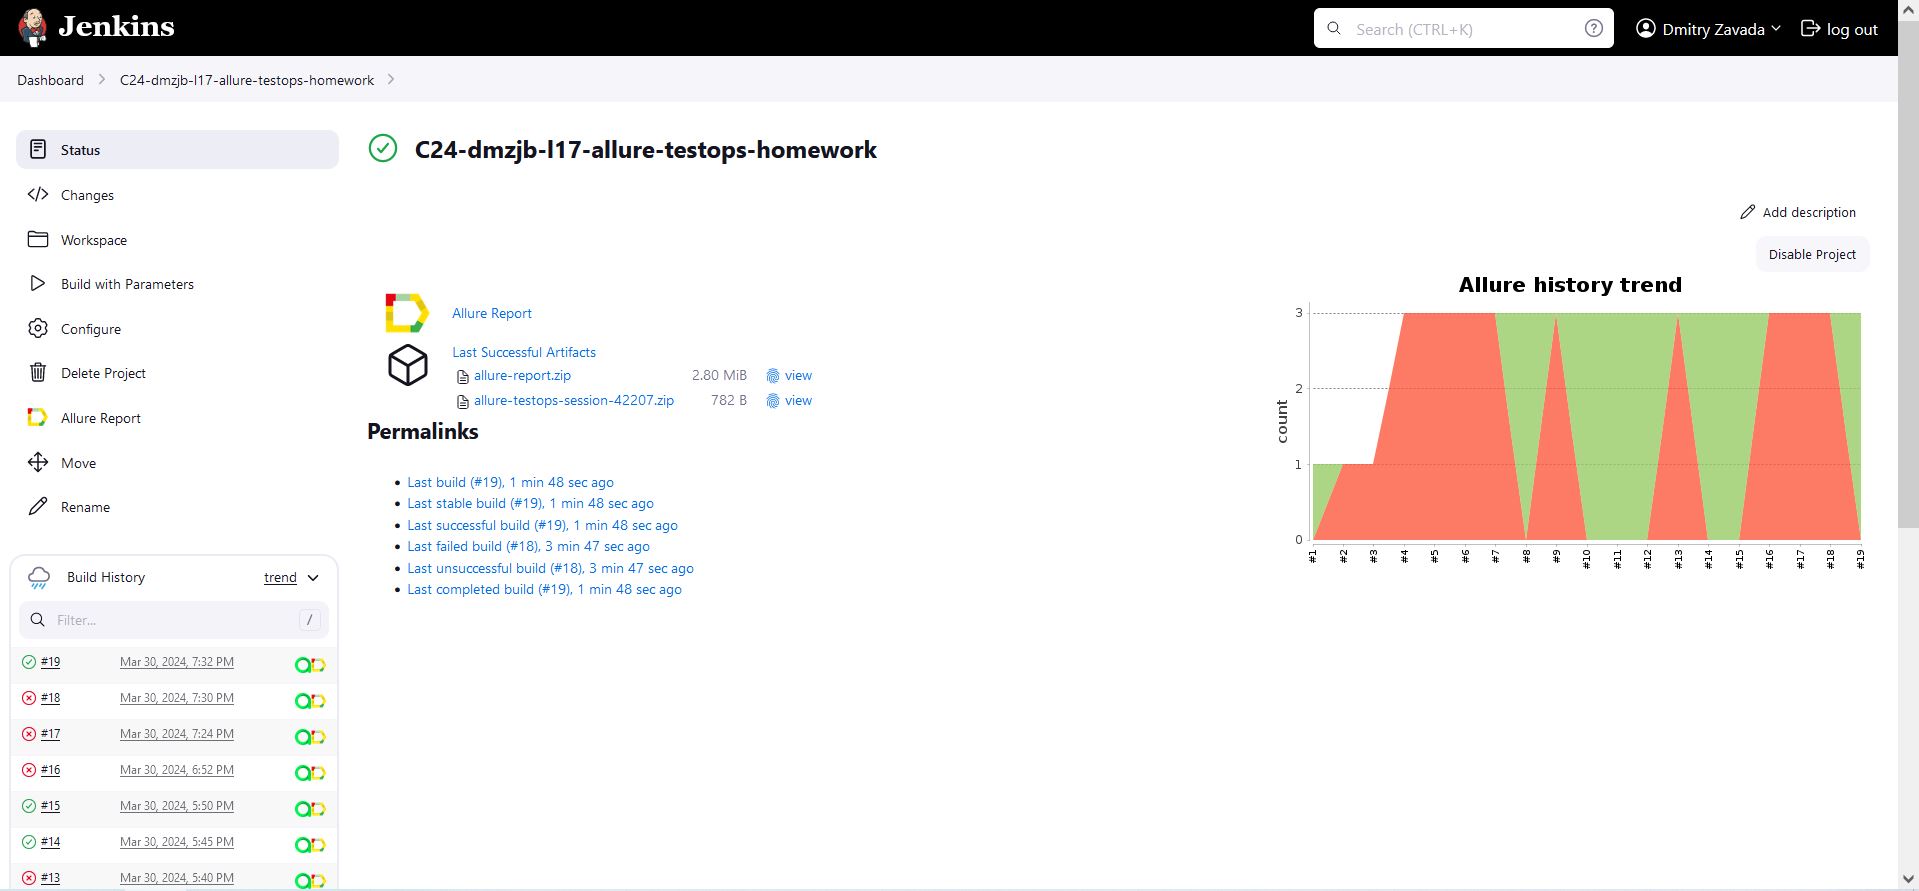 Jenkins
Search (CTRL+K)
Dmitry Zavada
log out
Dashboard
C24-dmzjb-l17-allure-testops-homework
Status
Changes
Workspace
Build with Parameters
Configure
Delete Project
Allure Report
Move
Rename
Build History
trend
Filter...
/
#19 Mar 30, 2024, 7:32 PM
#18 Mar 30, 2024, 7:30 PM
#17 Mar 30, 2024, 7:24 PM
#16 Mar 30, 2024, 6:52 PM
#15 Mar 30, 2024, 5:50 PM
#14 Mar 30, 2024, 5:45 PM
#13 Mar 30, 2024, 5:40 PM
C24-dmzjb-l17-allure-testops-homework
Add description
Disable Project
Allure Report
Last Successful Artifacts
allure-report.zip 2.80 MiB view
allure-testops-session-42207.zip 782 B view
Permalinks
Last build (#19), 1 min 48 sec ago
Last stable build (#19), 1 min 48 sec ago
Last successful build (#19), 1 min 48 sec ago
Last failed build (#18), 3 min 47 sec ago
Last unsuccessful build (#18), 3 min 47 sec ago
Last completed build (#19), 1 min 48 sec ago
Allure history trend
count
3
2
1
0
#1 #2 #3 #4 #5 #6 #7 #8 #9 #10 #11 #12 #13 #14 #15 #16 #17 #18 #19